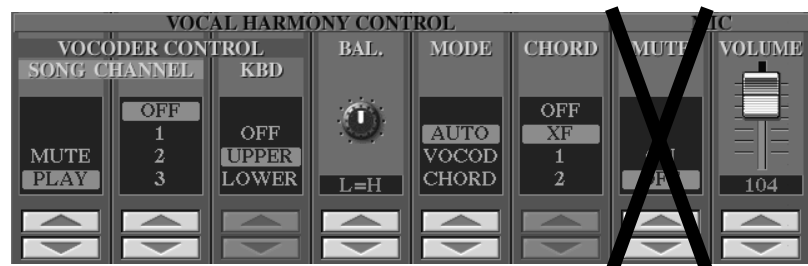 VOCAL HARMONY CONTROL
VOCODER CONTROL BAL. MODE CHORD MUTE VOLUME
SONG CHANNEL KBD
OFF OFF
1 OFF AUTO XF
MUTE 2 UPPER VOCOD 1
PLAY 3 LOWER L=H CHORD 2 104